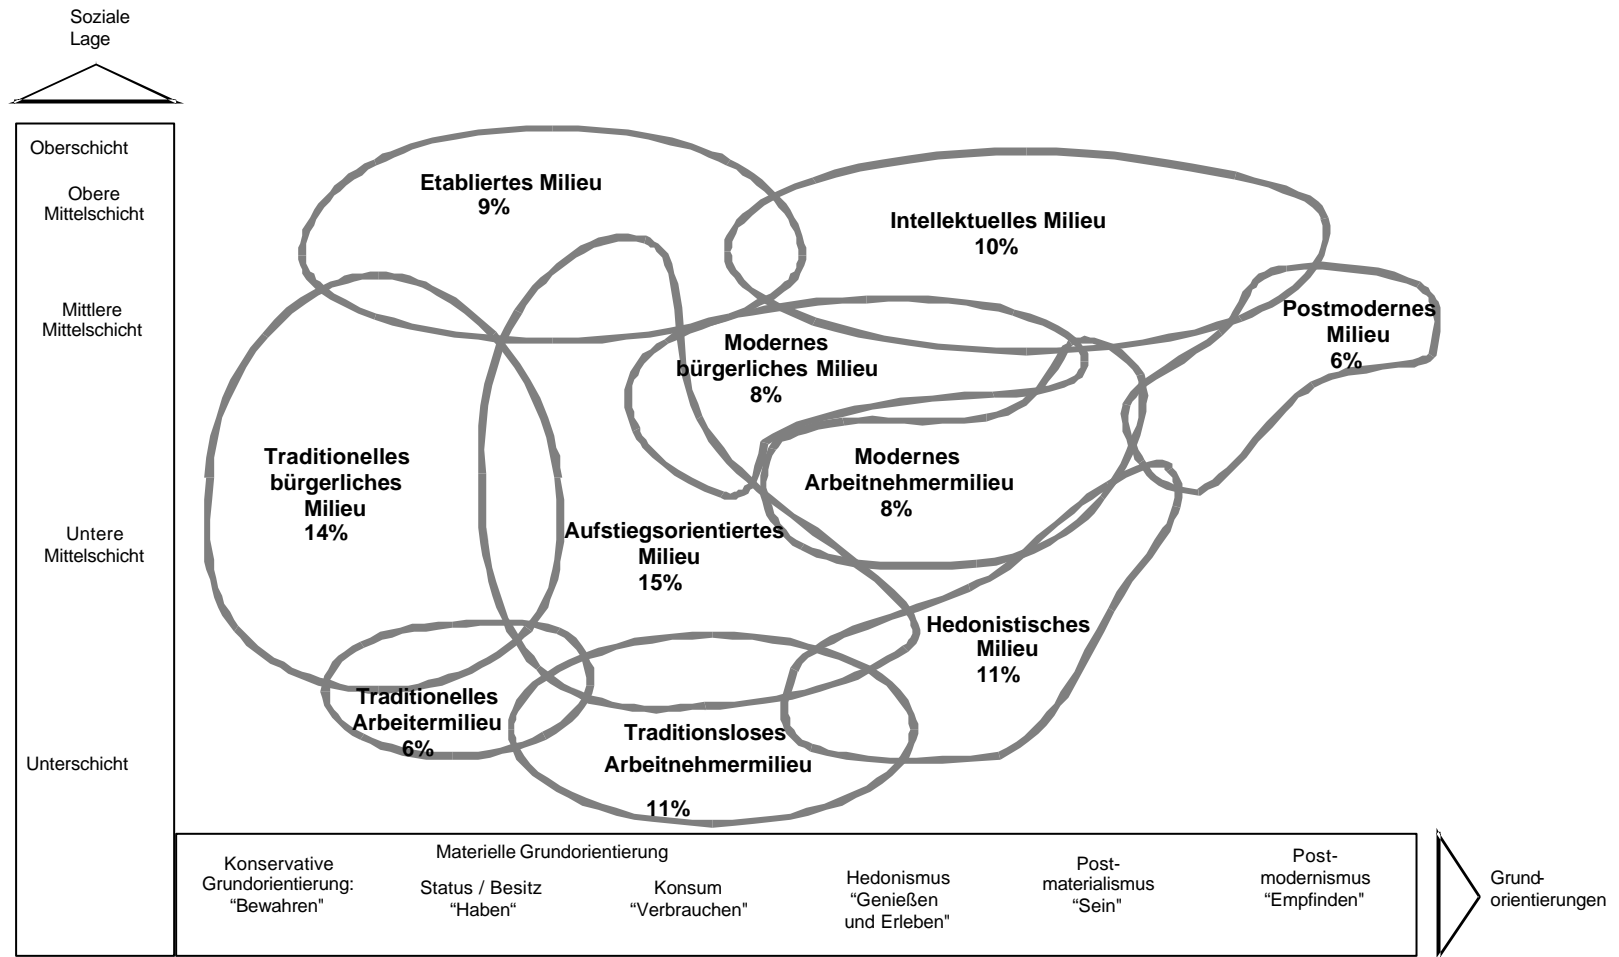 Soziale
Lage
Oberschicht
Obere
Mittelschicht
Mittlere
Mittelschicht
Untere
Mittelschicht
Unterschicht
Etabliertes Milieu
9%
Intellektuelles Milieu
10%
Postmodernes
Milieu
6%
Modernes
bürgerliches Milieu
8%
Traditionelles
bürgerliches
Milieu
14%
Modernes
Arbeitnehmermilieu
8%
Aufstiegsorientiertes
Milieu
15%
Hedonistisches
Milieu
11%
Traditionelles
Arbeitermilieu
6%
Traditionsloses
Arbeitnehmermilieu
11%
Konservative
Grundorientierung:
“Bewahren"
Materielle Grundorientierung
Status / Besitz
“Haben“
Konsum
“Verbrauchen"
Hedonismus
“Genießen
und Erleben"
Post-
materialismus
“Sein"
Post-
modernismus
“Empfinden"
Grund-
orientierungen